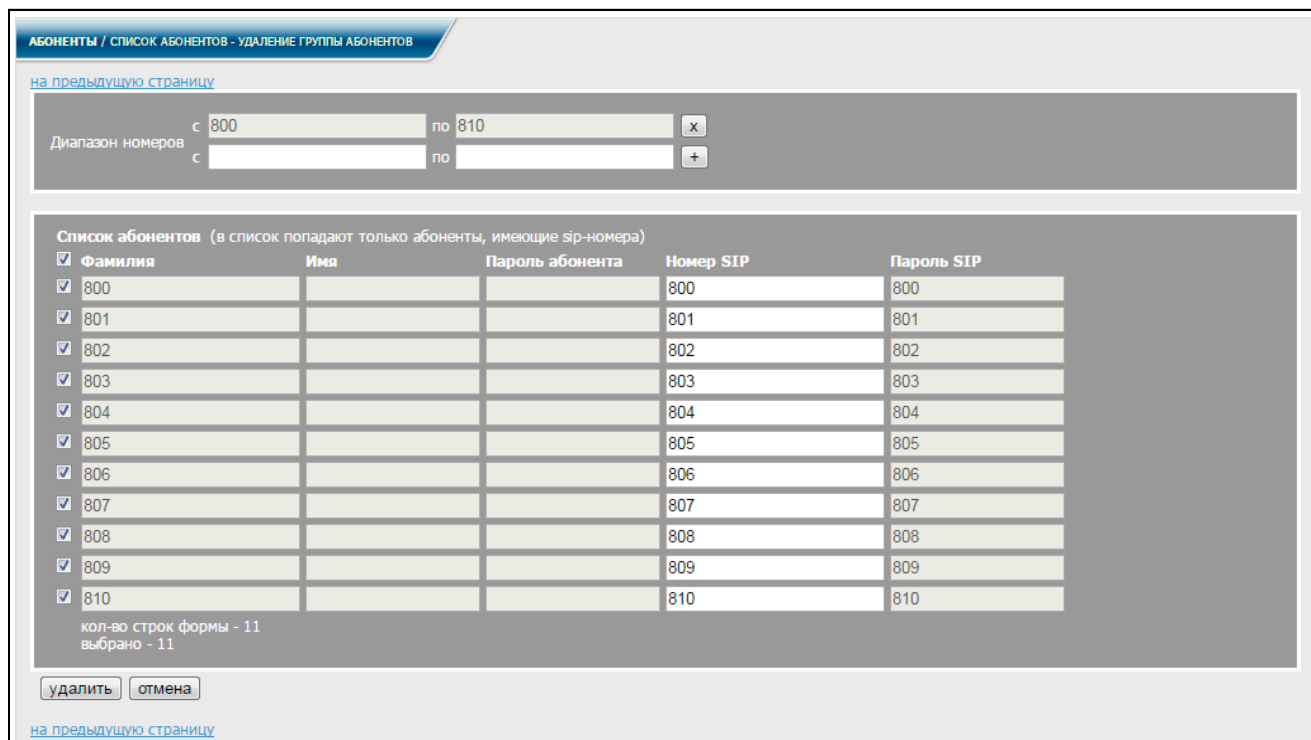 АБОНЕНТЫ / СПИСОК АБОНЕНТОВ - УДАЛЕНИЕ ГРУППЫ АБОНЕНТОВ
на предыдущую страницу
Диапазон номеров
с 800 по 810 x
с по +
Список абонентов (в список попадают только абоненты, имеющие sip-номера)
Фамилия Имя Пароль абонента Номер SIP Пароль SIP
800 800 800
801 801 801
802 802 802
803 803 803
804 804 804
805 805 805
806 806 806
807 807 807
808 808 808
809 809 809
810 810 810
кол-во строк формы - 11
выбрано - 11
удалить отмена
на предыдущую страницу